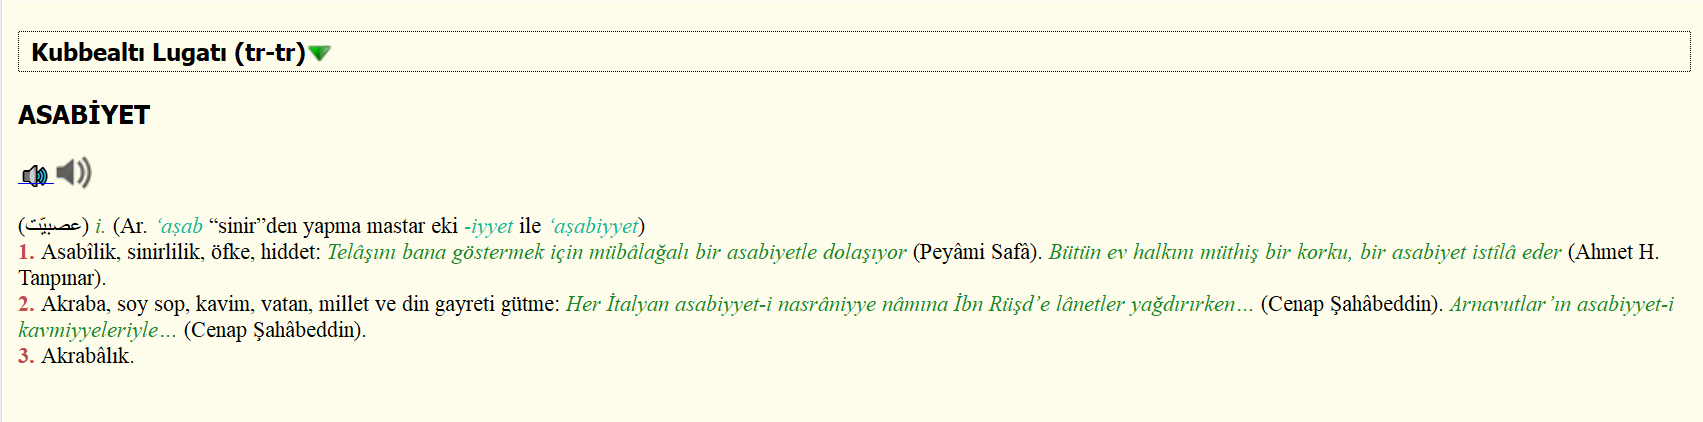 Kubbealtı Lugatı (tr-tr)
ASABİYET
(عصبيّت) i. (Ar. ‘aṣab “sinir”den yapma mastar eki -iyyet ile ‘aṣabiyyet)
1. Asabîlik, sinirlilik, öfke, hiddet: Telâşını bana göstermek için mübâlağalı bir asabiyetle dolaşıyor (Peyâmi Safâ). Bütün ev halkını müthiş bir korku, bir asabiyet istîlâ eder (Ahmet H.
Tanpınar).
2. Akraba, soy sop, kavim, vatan, millet ve din gayreti gütme: Her İtalyan asabiyyet-i nasrâniyye nâmına İbn Rüşd’e lânetler yağdırırken… (Cenap Şahâbeddin). Arnavutlar’ın asabiyyet-i
kavmiyyeleriyle… (Cenap Şahâbeddin).
3. Akrabâlık.